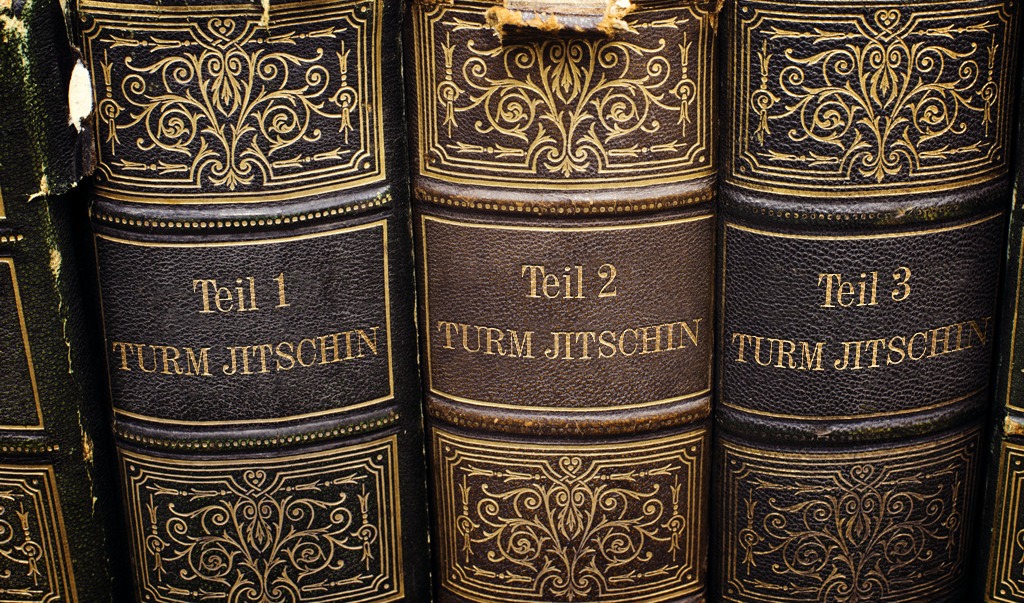 Teil 1
TURM JITSCHIN
Teil 2
TURM JITSCHIN
Teil 3
TURM JITSCHIN